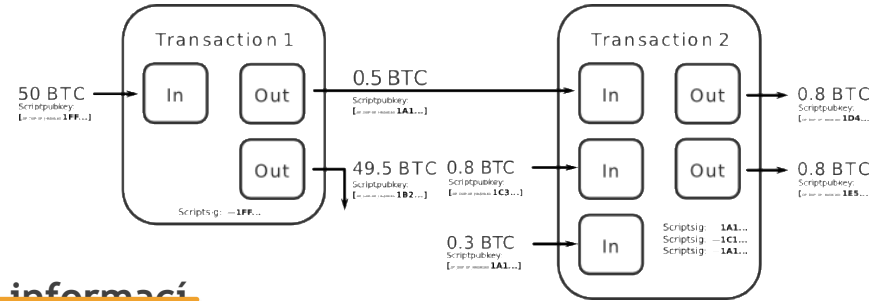 Transaction 1
Transaction 2
50 BTC
Scriptpubkey:
1FF...]
In
Out
0.5 BTC
Scriptpubkey:
1A1...]
In
Out
0.8 BTC
Scriptpubkey:
1D4...
Out
49.5 BTC
Scriptpubkey:
1B2...]
0.8 BTC
Scriptpubkey:
1C3...]
In
Out
0.8 BTC
Scriptpubkey:
1E5...
Scriptsig: —1FF...
0.3 BTC
Scriptpubkey
1A1...]
In
Scriptsig: 1A1...
Scriptsig. —1C1...
Scriptsig: 1A1...
informací